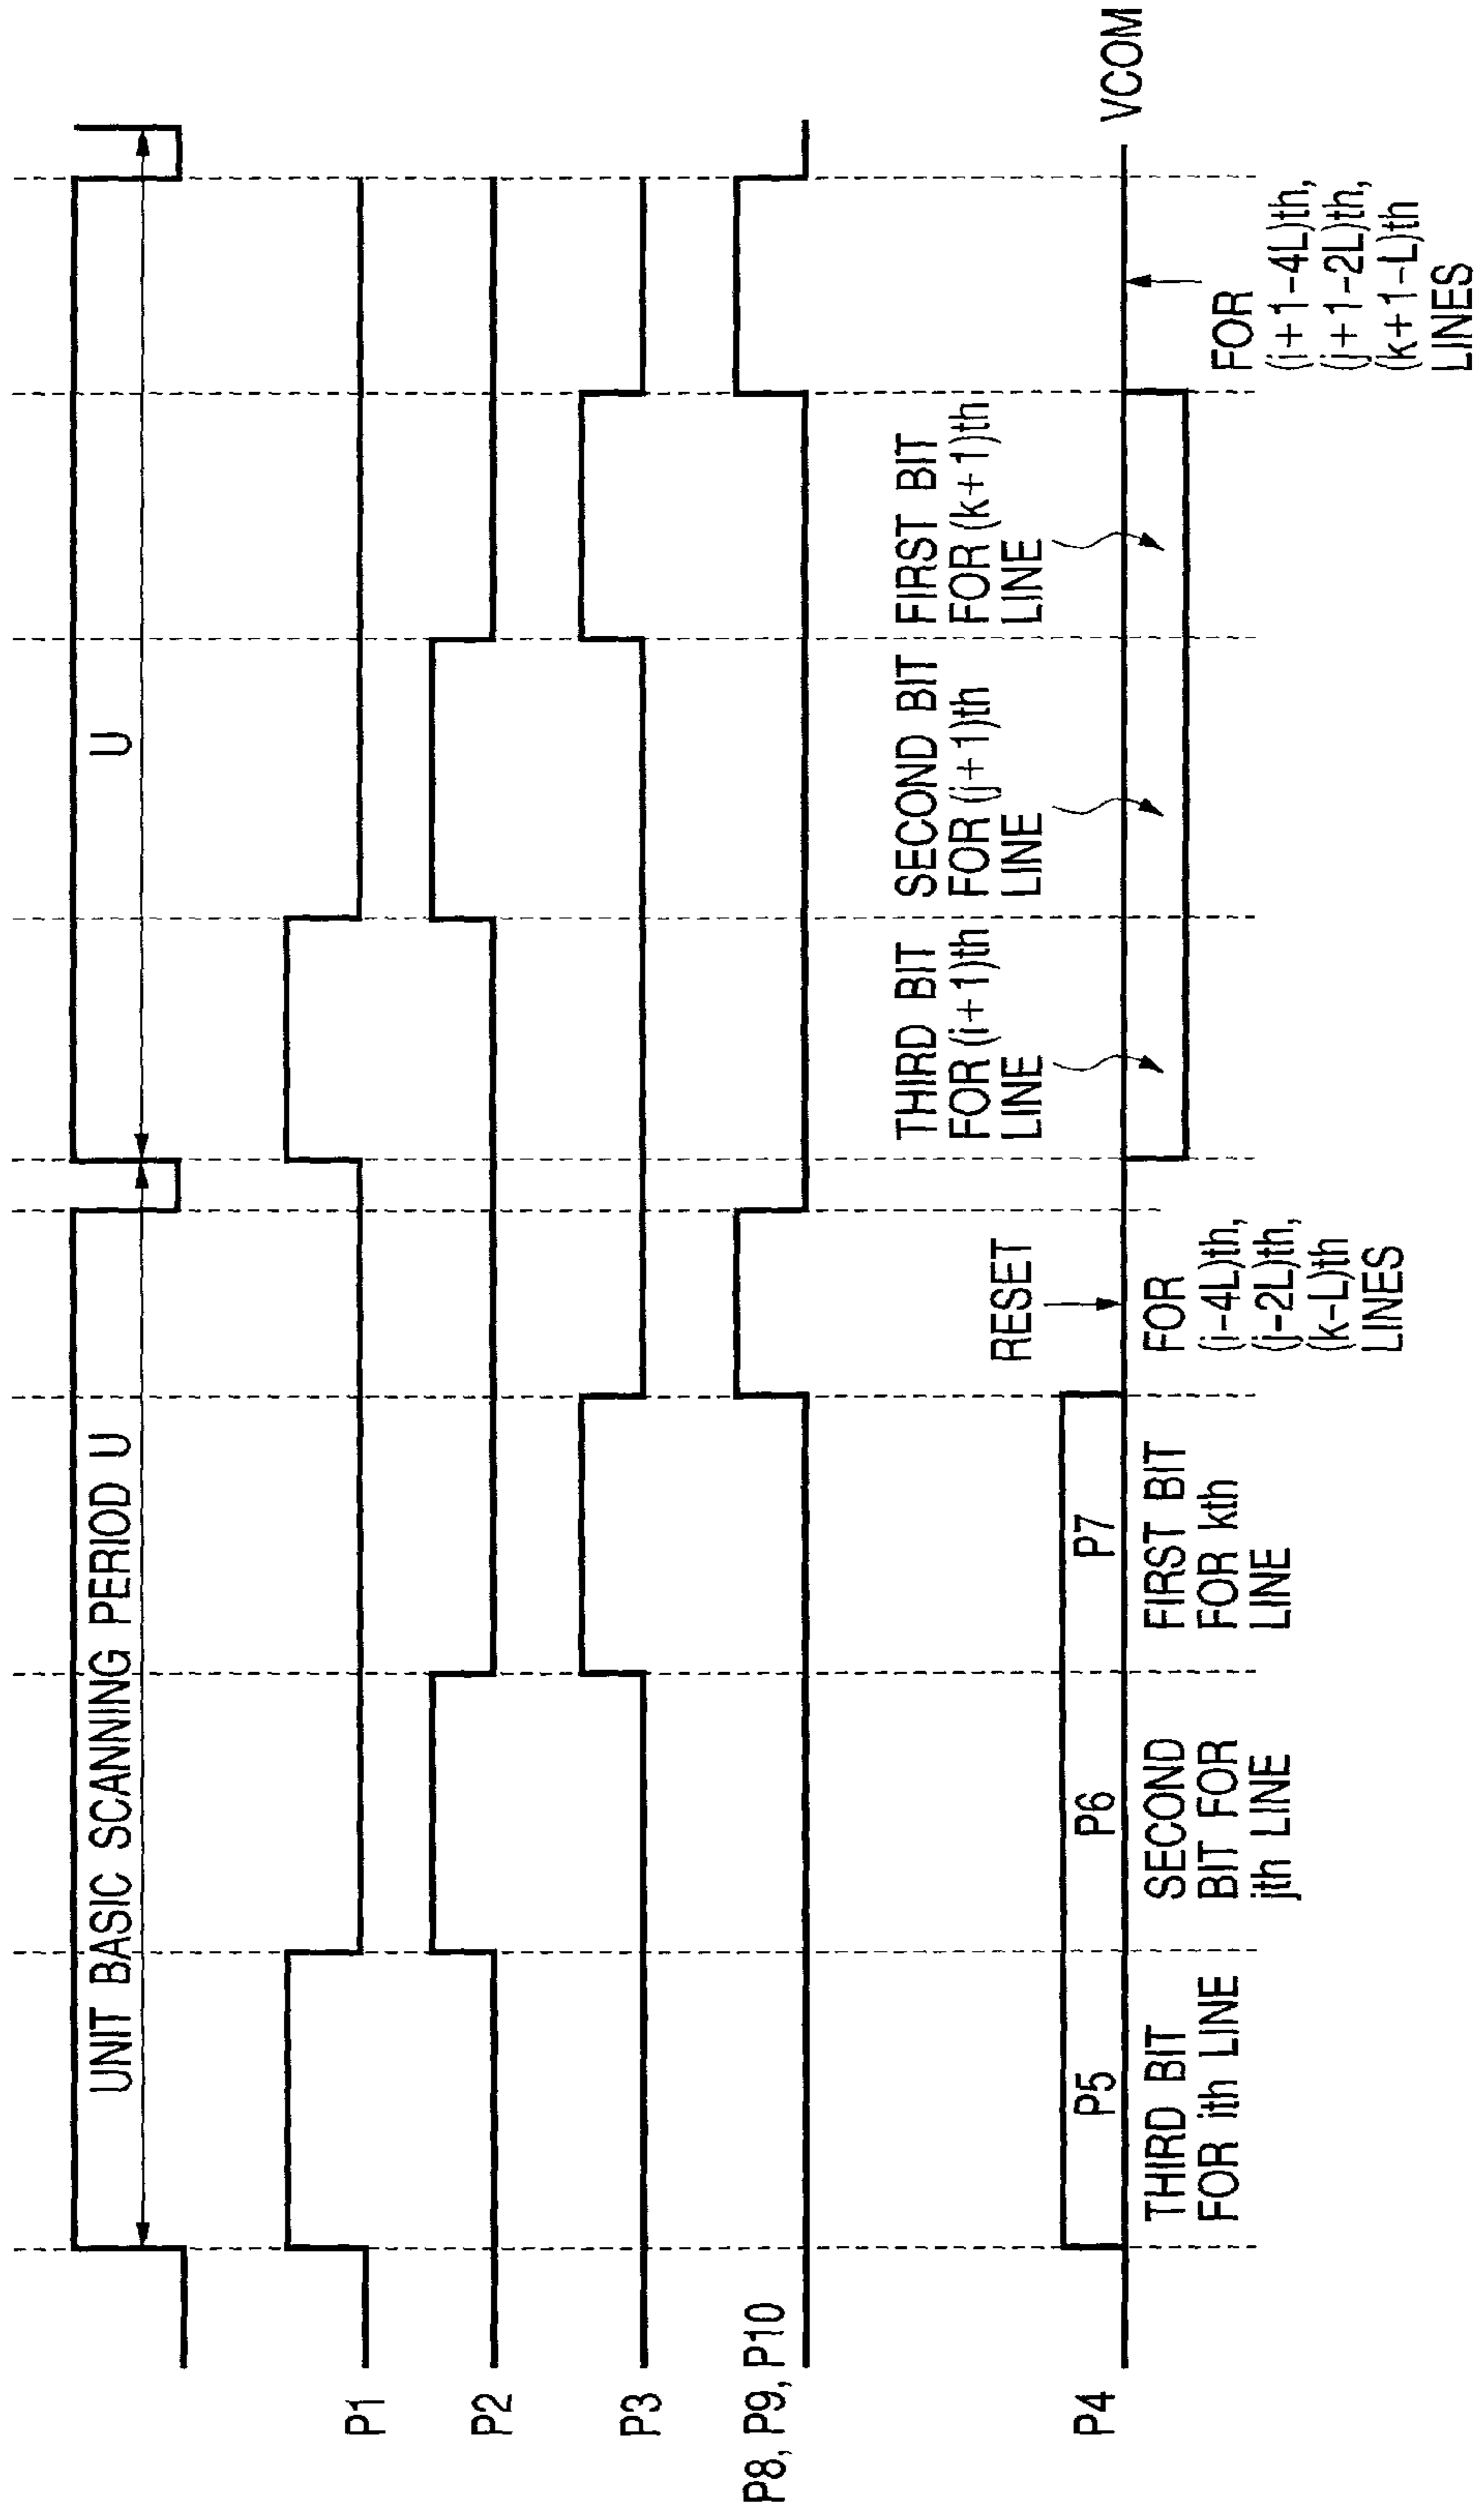 UNIT BASIC SCANNING PERIOD U
U
P1
P2
P3
P8, P9, P10
P4
P5
P6
P7
VCOM
THIRD BIT
FOR ith LINE
SECOND
BIT FOR
jth LINE
FIRST BIT
FOR kth
LINE
RESET
FOR
(i-4L)th,
(j-2L)th,
(k-L)th
LINES
THIRD BIT
FOR (i+1)th
LINE
SECOND BIT
FOR (j+1)th
LINE
FIRST BIT
FOR (k+1)th
LINE
FOR
(i+1-4L)th,
(j+1-2L)th,
(k+1-L)th
LINES